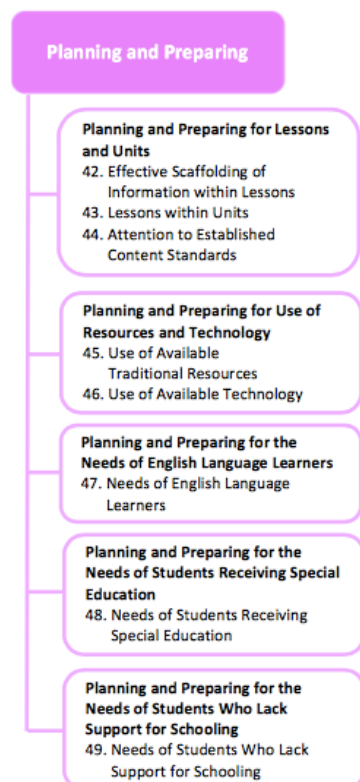 Planning and Preparing
Planning and Preparing for Lessons
and Units
42. Effective Scaffolding of
Information within Lessons
43. Lessons within Units
44. Attention to Established
Content Standards
Planning and Preparing for Use of
Resources and Technology
45. Use of Available
Traditional Resources
46. Use of Available Technology
Planning and Preparing for the
Needs of English Language Learners
47. Needs of English Language
Learners
Planning and Preparing for the
Needs of Students Receiving Special
Education
48. Needs of Students Receiving
Special Education
Planning and Preparing for the
Needs of Students Who Lack
Support for Schooling
49. Needs of Students Who Lack
Support for Schooling